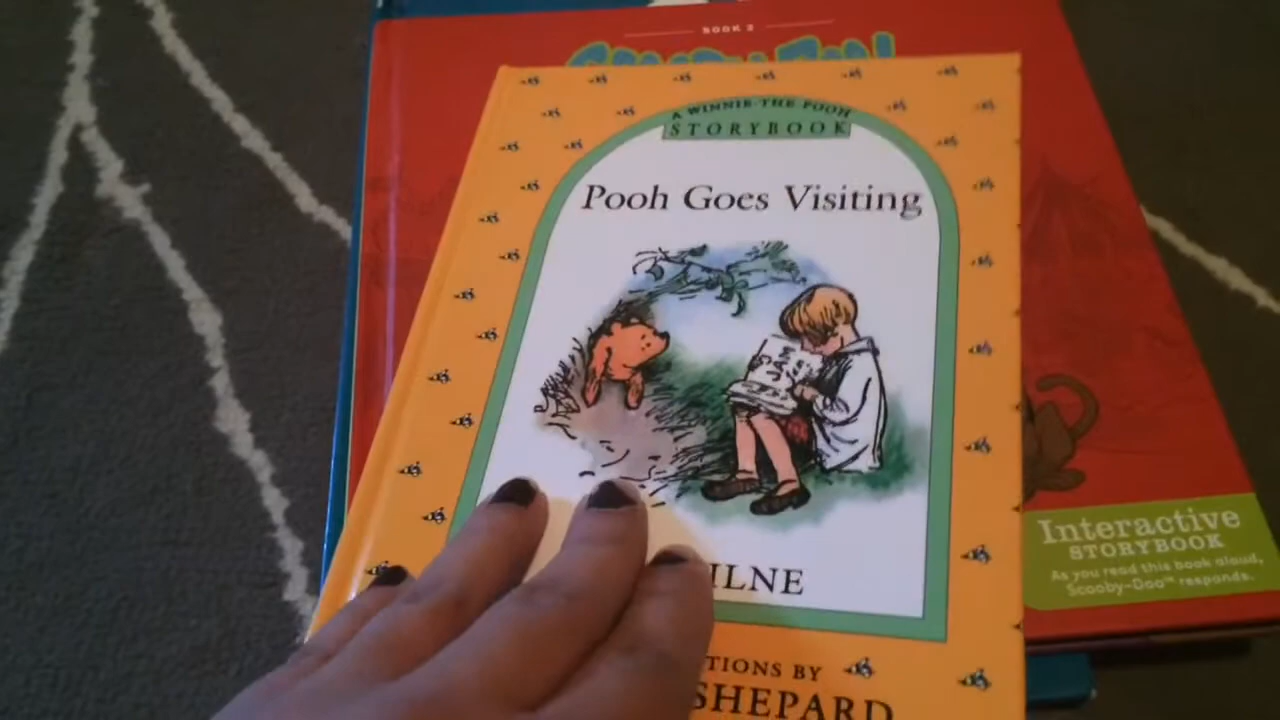 BOOK 2
A WINNIE-THE-POOH
STORYBOOK
Pooh Goes Visiting
JAM
ILNE
TIONS BY
SHEPARD
Interactive
STORYBOOK
As you read this book aloud,
Scooby-Doo™ responds.